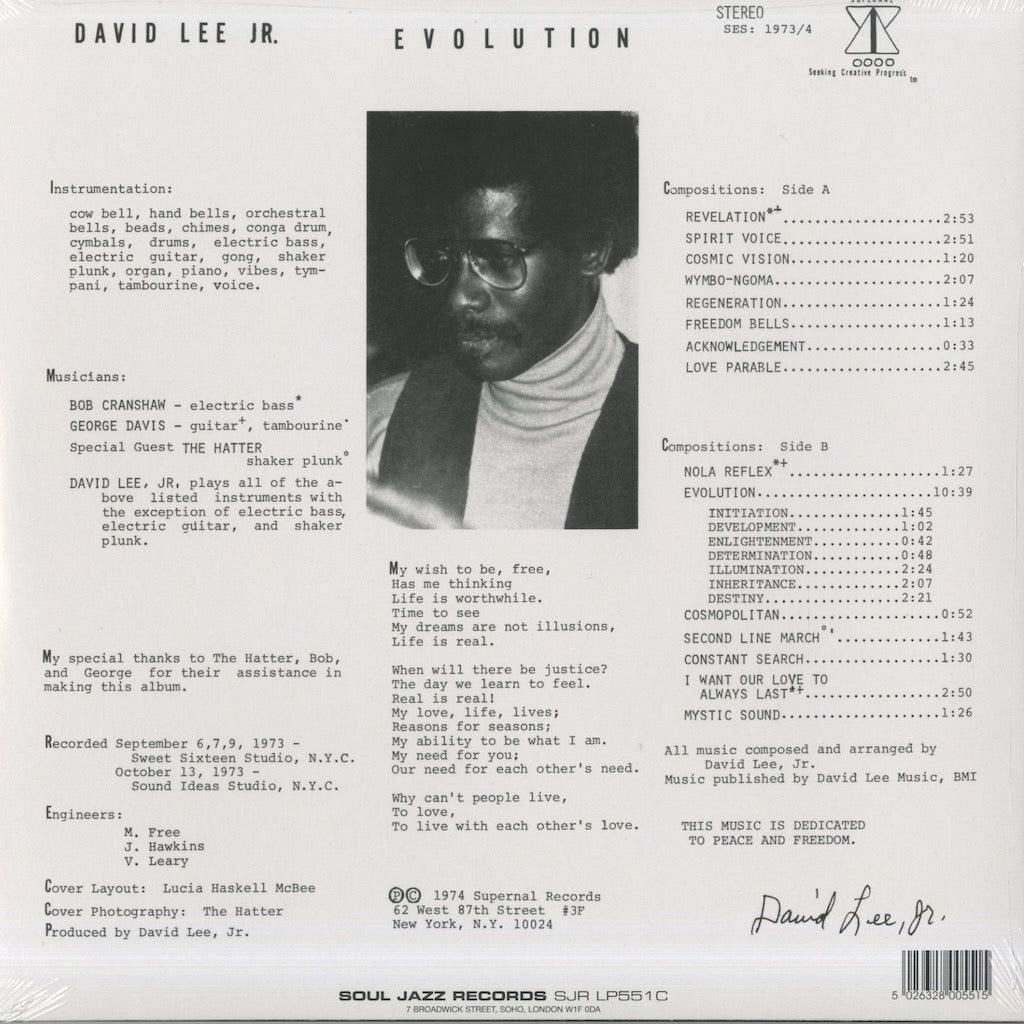 DAVID LEE JR.
EVOLUTION
STEREO
SES: 1973/4
SUPERNAL
OOOO
Seeking Creative Progress
tm
Instrumentation:
cow bell, hand bells, orchestral
bells, beads, chimes, conga drum,
cymbals, drums, electric bass,
electric guitar, gong, shaker
plunk, organ, piano, vibes, tym-
pani, tambourine, voice.
Musicians:
BOB CRANSHAW - electric bass*
GEORGE DAVIS - guitar+, tambourine'
Special Guest THE HATTER
shaker plunk°
DAVID LEE, JR. plays all of the a-
bove listed instruments with
the exception of electric bass,
electric guitar, and shaker
plunk.
My special thanks to The Hatter, Bob,
and George for their assistance in
making this album.
Recorded September 6,7,9, 1973 -
Sweet Sixteen Studio, N.Y.C.
October 13, 1973 -
Sound Ideas Studio, N.Y.C.
Engineers:
M. Free
J. Hawkins
V. Leary
Cover Layout: Lucia Haskell McBee
Cover Photography: The Hatter
Produced by David Lee, Jr.
My wish to be, free,
Has me thinking
Life is worthwhile.
Time to see
My dreams are not illusions,
Life is real.
When will there be justice?
The day we learn to feel.
Real is real!
My love, life, lives;
Reasons for seasons;
My ability to be what I am.
My need for you;
Our need for each other's need.
Why can't people live,
To love,
To live with each other's love.
Ⓟ© 1974 Supernal Records
62 West 87th Street #3F
New York, N.Y. 10024
Compositions: Side A
REVELATION*+....................2:53
SPIRIT VOICE....................2:51
COSMIC VISION...................1:20
WYMBO-NGOMA.....................2:07
REGENERATION....................1:24
FREEDOM BELLS...................1:13
ACKNOWLEDGEMENT.................0:33
LOVE PARABLE....................2:45
Compositions: Side B
NOLA REFLEX*+...................1:27
EVOLUTION......................10:39
INITIATION..............1:45
DEVELOPMENT.............1:02
ENLIGHTENMENT...........0:42
DETERMINATION...........0:48
ILLUMINATION............2:24
INHERITANCE.............2:07
DESTINY.................2:21
COSMOPOLITAN....................0:52
SECOND LINE MARCH°'.............1:43
CONSTANT SEARCH.................1:30
I WANT OUR LOVE TO
ALWAYS LAST*+.................2:50
MYSTIC SOUND....................1:26
All music composed and arranged by
David Lee, Jr.
Music published by David Lee Music, BMI
THIS MUSIC IS DEDICATED
TO PEACE AND FREEDOM.
David Lee, Jr.
5 026328 005515
SOUL JAZZ RECORDS SJR LP551C
7 BROADWICK STREET, SOHO, LONDON W1F 0DA